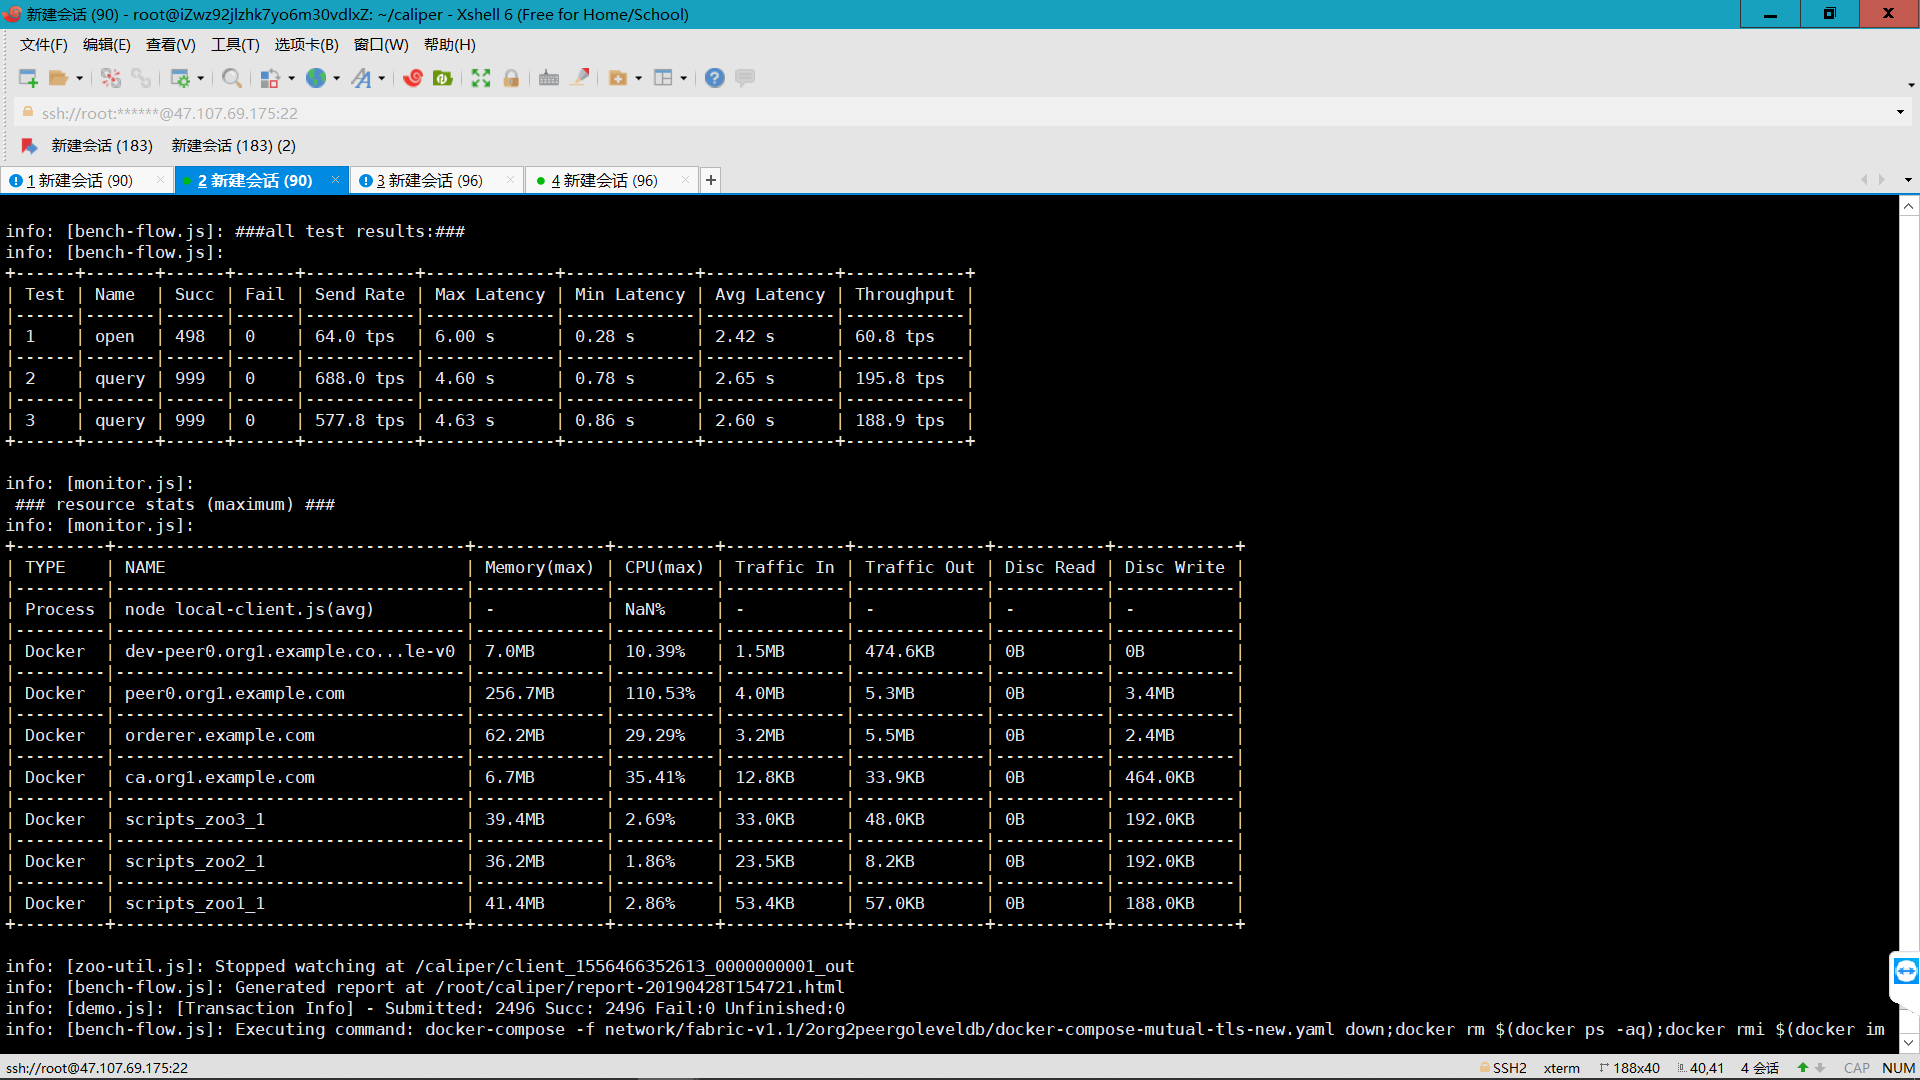 新建会话 (90) - root@iZwz92jlzhk7yo6m30vdlxZ: ~/caliper - Xshell 6 (Free for Home/School)
文件(F) 编辑(E) 查看(V) 工具(T) 选项卡(B) 窗口(W) 帮助(H)
ssh://root:******@47.107.69.175:22
新建会话 (183) 新建会话 (183) (2)
1 新建会话 (90) × 2 新建会话 (90) × 3 新建会话 (96) × 4 新建会话 (96) × +
info: [bench-flow.js]: ###all test results:###
info: [bench-flow.js]:
+------+-------+------+------+-----------+-------------+-------------+-------------+------------+
| Test | Name  | Succ | Fail | Send Rate | Max Latency | Min Latency | Avg Latency | Throughput |
|------|-------|------|------|-----------|-------------|-------------|-------------|------------|
| 1    | open  | 498  | 0    | 64.0 tps  | 6.00 s      | 0.28 s      | 2.42 s      | 60.8 tps   |
|------|-------|------|------|-----------|-------------|-------------|-------------|------------|
| 2    | query | 999  | 0    | 688.0 tps | 4.60 s      | 0.78 s      | 2.65 s      | 195.8 tps  |
|------|-------|------|------|-----------|-------------|-------------|-------------|------------|
| 3    | query | 999  | 0    | 577.8 tps | 4.63 s      | 0.86 s      | 2.60 s      | 188.9 tps  |
+------+-------+------+------+-----------+-------------+-------------+-------------+------------+
info: [monitor.js]:
 ### resource stats (maximum) ###
info: [monitor.js]:
+---------+-----------------------------------+-------------+----------+------------+-------------+-----------+------------+
| TYPE    | NAME                              | Memory(max) | CPU(max) | Traffic In | Traffic Out | Disc Read | Disc Write |
|---------|-----------------------------------|-------------|----------|------------|-------------|-----------|------------|
| Process | node local-client.js(avg)         | -           | NaN%     | -          | -           | -         | -          |
|---------|-----------------------------------|-------------|----------|------------|-------------|-----------|------------|
| Docker  | dev-peer0.org1.example.co...le-v0 | 7.0MB       | 10.39%   | 1.5MB      | 474.6KB     | 0B        | 0B         |
|---------|-----------------------------------|-------------|----------|------------|-------------|-----------|------------|
| Docker  | peer0.org1.example.com            | 256.7MB     | 110.53%  | 4.0MB      | 5.3MB       | 0B        | 3.4MB      |
|---------|-----------------------------------|-------------|----------|------------|-------------|-----------|------------|
| Docker  | orderer.example.com               | 62.2MB      | 29.29%   | 3.2MB      | 5.5MB       | 0B        | 2.4MB      |
|---------|-----------------------------------|-------------|----------|------------|-------------|-----------|------------|
| Docker  | ca.org1.example.com               | 6.7MB       | 35.41%   | 12.8KB     | 33.9KB      | 0B        | 464.0KB    |
|---------|-----------------------------------|-------------|----------|------------|-------------|-----------|------------|
| Docker  | scripts_zoo3_1                    | 39.4MB      | 2.69%    | 33.0KB     | 48.0KB      | 0B        | 192.0KB    |
|---------|-----------------------------------|-------------|----------|------------|-------------|-----------|------------|
| Docker  | scripts_zoo2_1                    | 36.2MB      | 1.86%    | 23.5KB     | 8.2KB       | 0B        | 192.0KB    |
|---------|-----------------------------------|-------------|----------|------------|-------------|-----------|------------|
| Docker  | scripts_zoo1_1                    | 41.4MB      | 2.86%    | 53.4KB     | 57.0KB      | 0B        | 188.0KB    |
+---------+-----------------------------------+-------------+----------+------------+-------------+-----------+------------+
info: [zoo-util.js]: Stopped watching at /caliper/client_1556466352613_0000000001_out
info: [bench-flow.js]: Generated report at /root/caliper/report-20190428T154721.html
info: [demo.js]: [Transaction Info] - Submitted: 2496 Succ: 2496 Fail:0 Unfinished:0
info: [bench-flow.js]: Executing command: docker-compose -f network/fabric-v1.1/2org2peergoleveldb/docker-compose-mutual-tls-new.yaml down;docker rm $(docker ps -aq);docker rmi $(docker im
ssh://root@47.107.69.175:22 SSH2 xterm 188x40 40,41 4 会话 CAP NUM